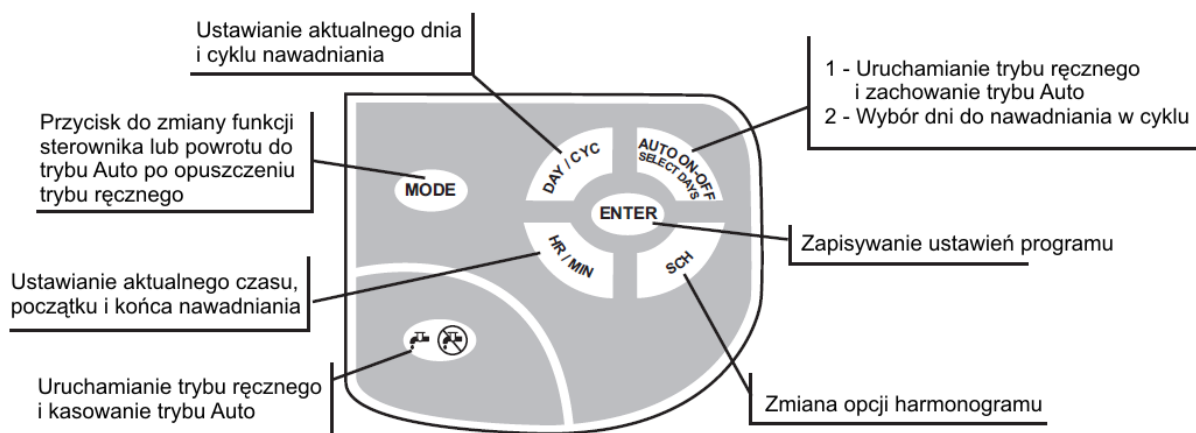 Ustawianie aktualnego dnia
i cyklu nawadniania
1 - Uruchamianie trybu ręcznego
i zachowanie trybu Auto
2 - Wybór dni do nawadniania w cyklu
Przycisk do zmiany funkcji
sterownika lub powrotu do
trybu Auto po opuszczeniu
trybu ręcznego
MODE
DAY / CYC
AUTO ON-OFF
SELECT DAYS
ENTER
HR / MIN
SCH
Zapisywanie ustawień programu
Ustawianie aktualnego czasu,
początku i końca nawadniania
Uruchamianie trybu ręcznego
i kasowanie trybu Auto
Zmiana opcji harmonogramu